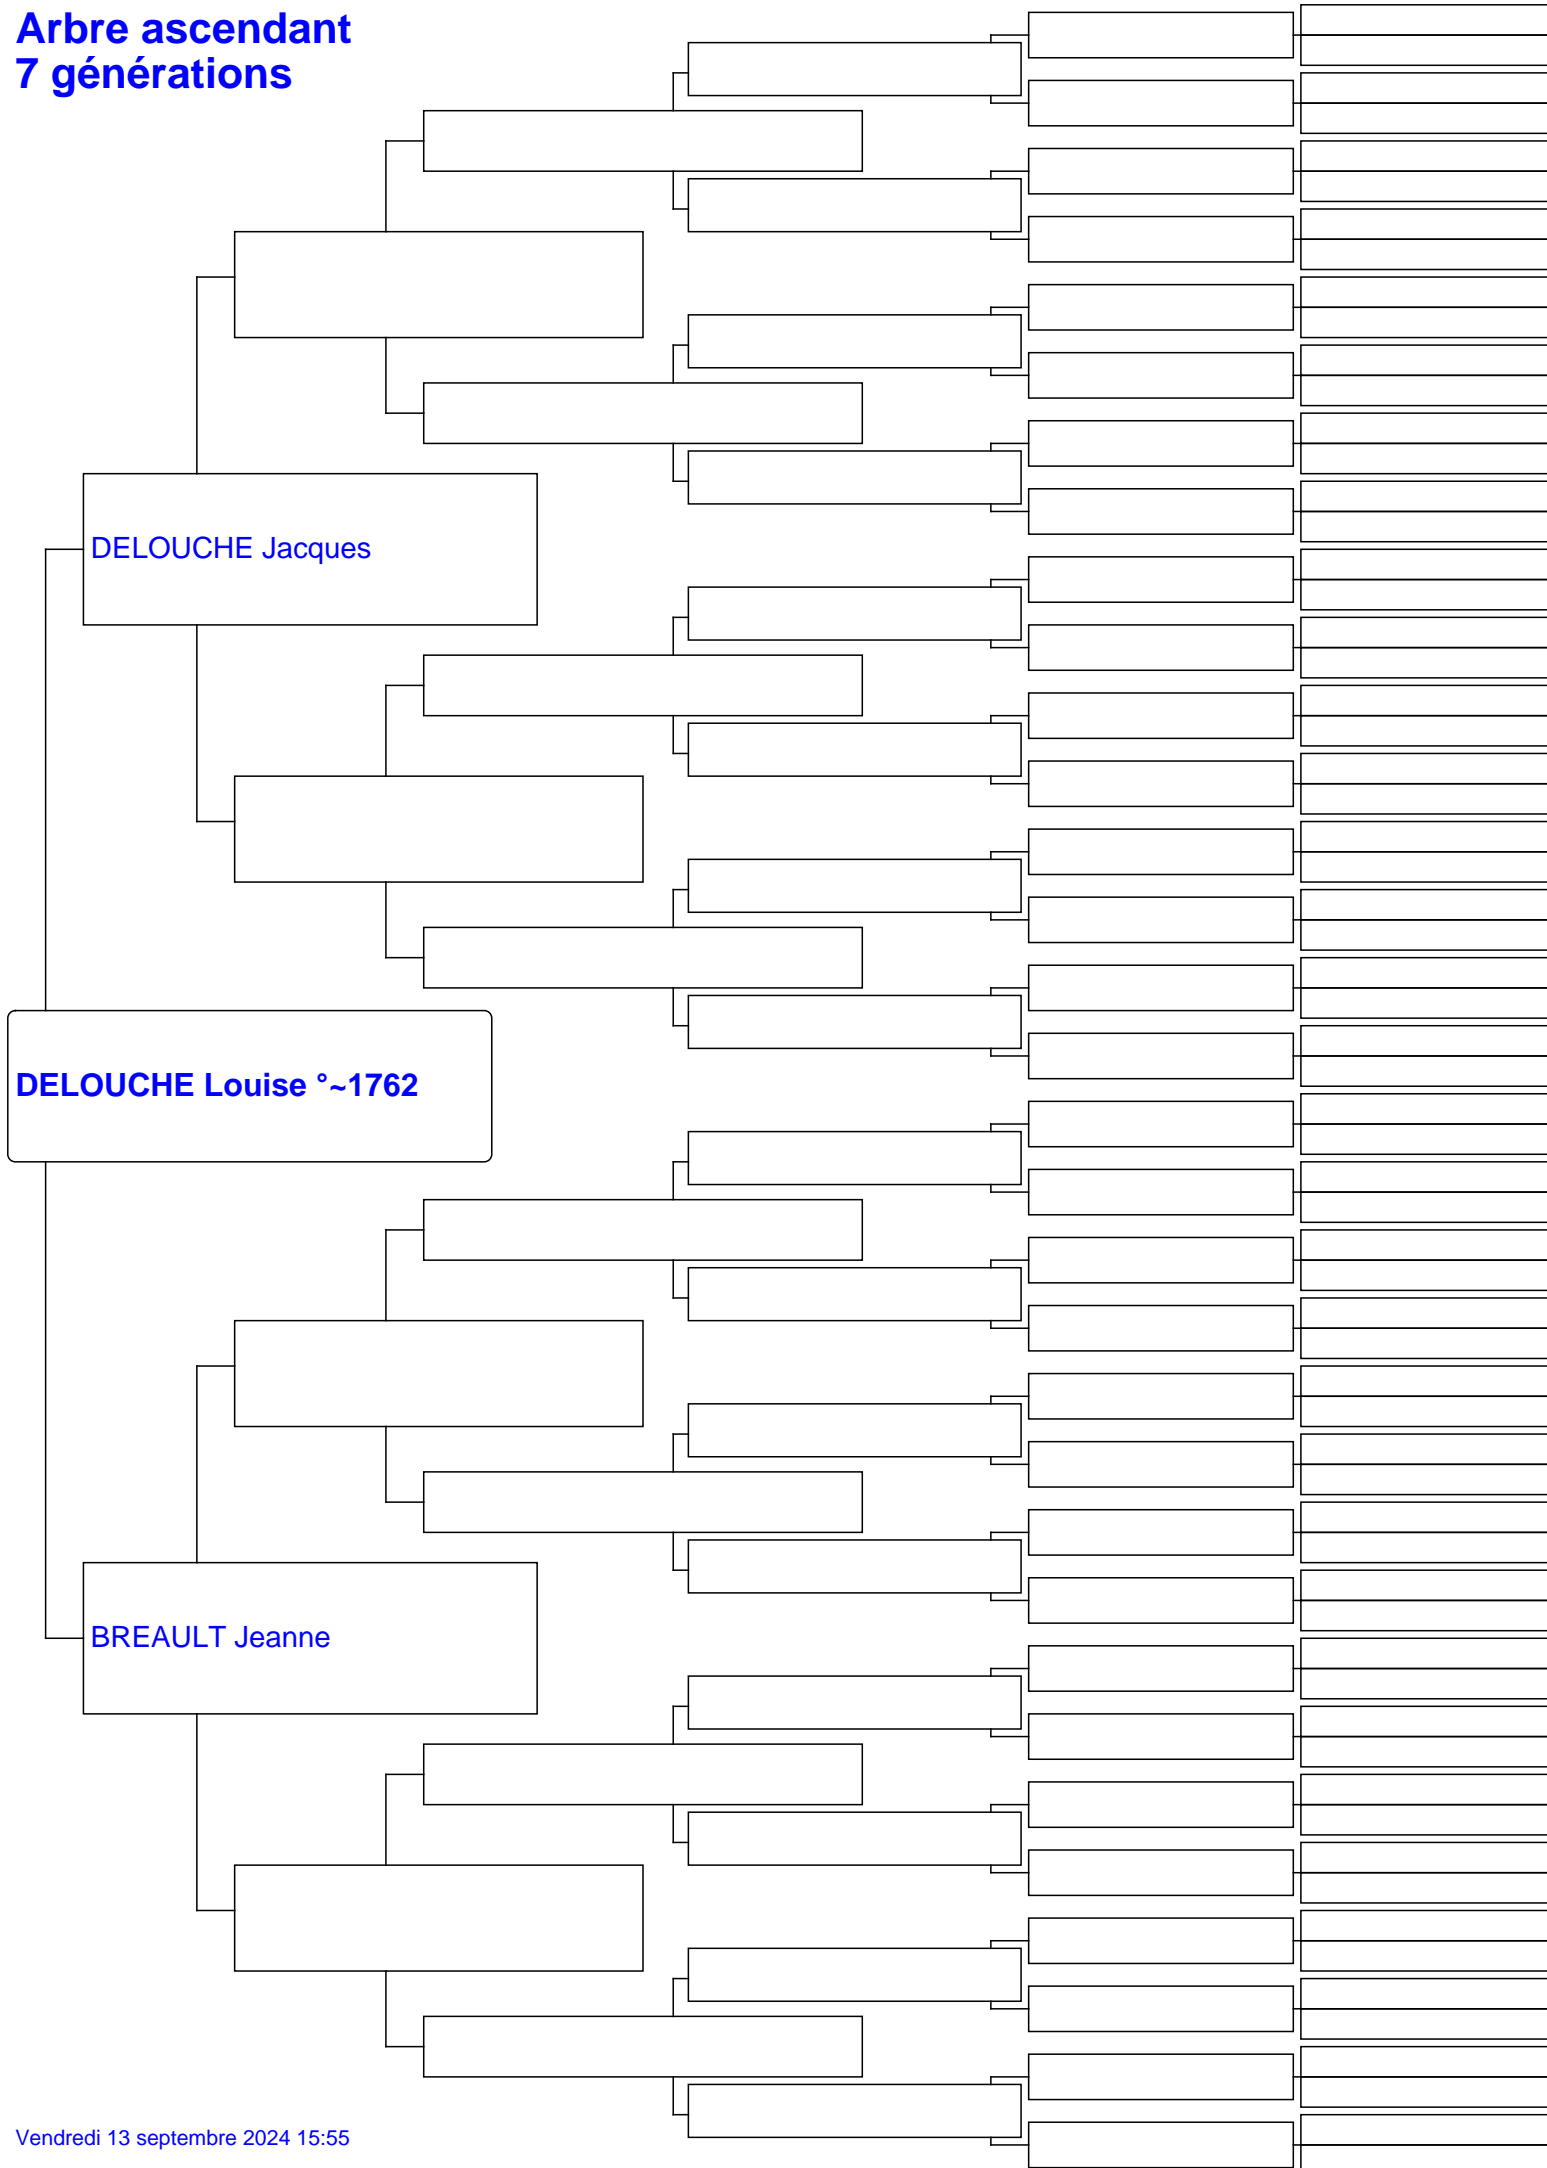 Arbre ascendant
7 générations
DELOUCHE Jacques
DELOUCHE Louise °~1762
BREAULT Jeanne
Vendredi 13 septembre 2024 15:55